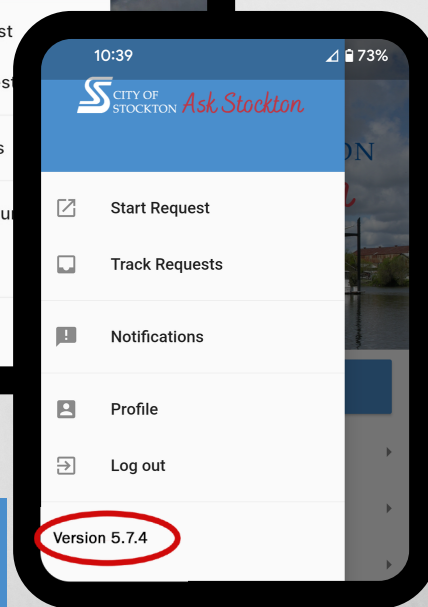 10:39
73%
CITY OF
STOCKTON Ask Stockton
Start Request
Track Requests
Notifications
Profile
Log out
Version 5.7.4